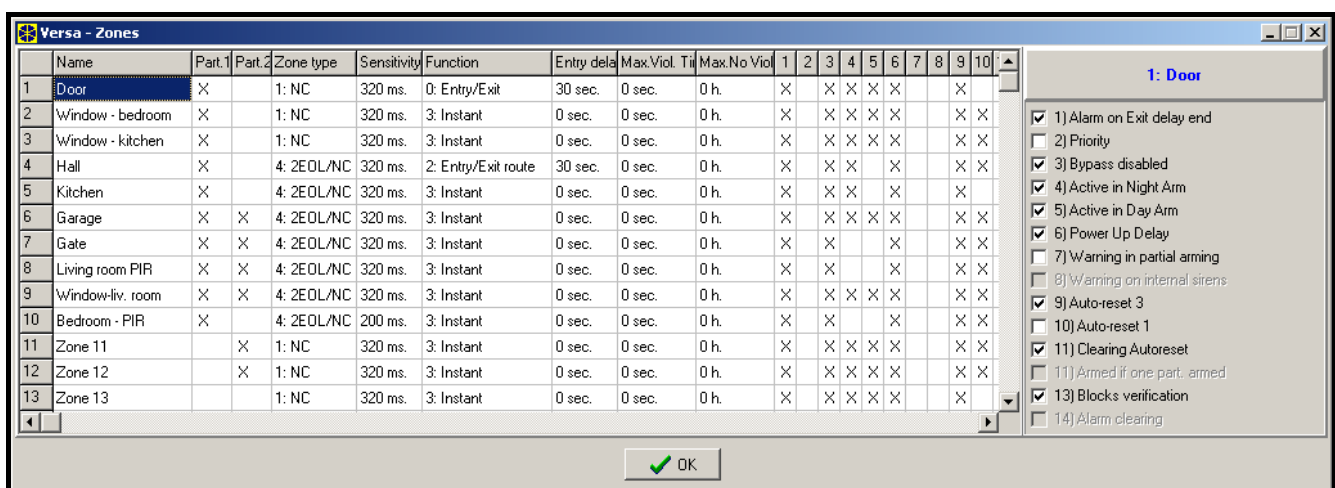 Versa - Zones
Name Part.1 Part.2 Zone type Sensitivity Function Entry dela Max.Viol. Ti Max.No Viol 1 2 3 4 5 6 7 8 9 10
1 Door X 1: NC 320 ms. 0: Entry/Exit 30 sec. 0 sec. 0 h. X X X X X X
2 Window - bedroom X 1: NC 320 ms. 3: Instant 0 sec. 0 sec. 0 h. X X X X X X X
3 Window - kitchen X 1: NC 320 ms. 3: Instant 0 sec. 0 sec. 0 h. X X X X X X X
4 Hall X 4: 2EOL/NC 320 ms. 2: Entry/Exit route 30 sec. 0 sec. 0 h. X X X X X X
5 Kitchen X 4: 2EOL/NC 320 ms. 3: Instant 0 sec. 0 sec. 0 h. X X X X X
6 Garage X X 4: 2EOL/NC 320 ms. 3: Instant 0 sec. 0 sec. 0 h. X X X X X X X
7 Gate X X 4: 2EOL/NC 320 ms. 3: Instant 0 sec. 0 sec. 0 h. X X X X X
8 Living room PIR X X 4: 2EOL/NC 320 ms. 3: Instant 0 sec. 0 sec. 0 h. X X X X X
9 Window-liv. room X X 4: 2EOL/NC 320 ms. 3: Instant 0 sec. 0 sec. 0 h. X X X X X X X
10 Bedroom - PIR X 4: 2EOL/NC 200 ms. 3: Instant 0 sec. 0 sec. 0 h. X X X X X
11 Zone 11 X 1: NC 320 ms. 3: Instant 0 sec. 0 sec. 0 h. X X X X X X X
12 Zone 12 X 1: NC 320 ms. 3: Instant 0 sec. 0 sec. 0 h. X X X X X X X
13 Zone 13 1: NC 320 ms. 3: Instant 0 sec. 0 sec. 0 h. X X X X X X
1: Door
1) Alarm on Exit delay end
2) Priority
3) Bypass disabled
4) Active in Night Arm
5) Active in Day Arm
6) Power Up Delay
7) Warning in partial arming
8) Warning on internal sirens
9) Auto-reset 3
10) Auto-reset 1
11) Clearing Autoreset
11) Armed if one part. armed
13) Blocks verification
14) Alarm clearing
OK